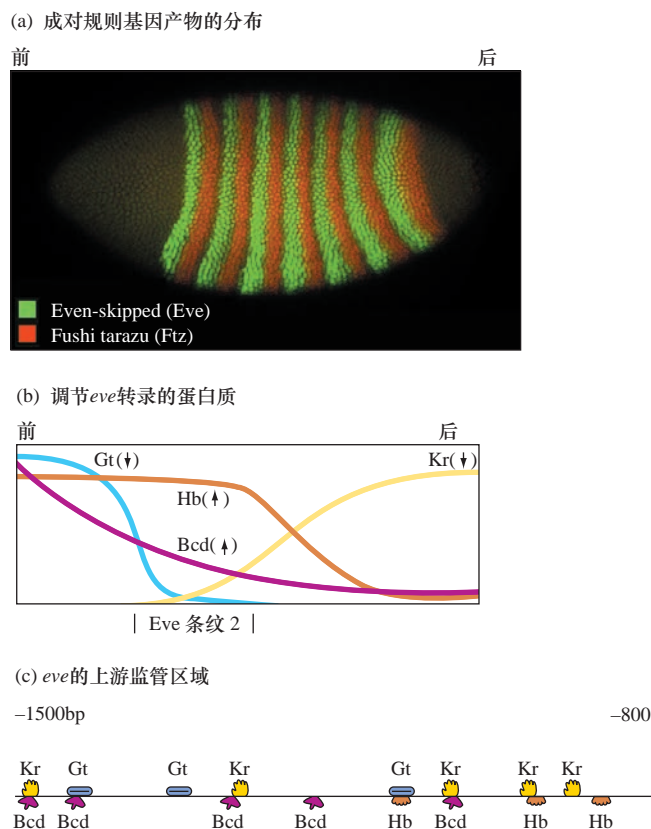 (a) 成对规则基因产物的分布
前 后
Even-skipped (Eve)
Fushi tarazu (Ftz)
(b) 调节eve转录的蛋白质
前 后
Gt(↓) Kr(↓)
Hb(↑)
Bcd(↑)
Eve 条纹 2
(c) eve的上游监管区域
–1500bp –800
Kr Gt Gt Kr Gt Kr Kr Kr
Bcd Bcd Bcd Bcd Hb Bcd Hb Hb